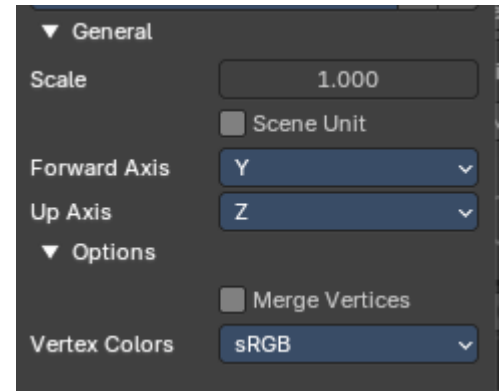 General
Scale 1.000
Scene Unit
Forward Axis Y
Up Axis Z
Options
Merge Vertices
Vertex Colors sRGB